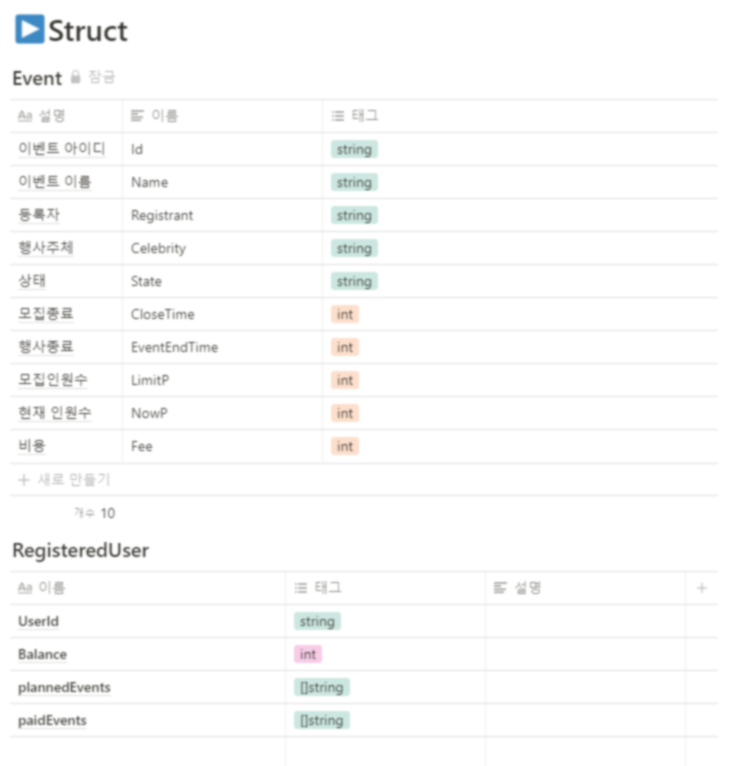 Struct
Event 잠금
Aa 설명 이름 태그
이벤트 아이디 Id string
이벤트 이름 Name string
등록자 Registrant string
행사주체 Celebrity string
상태 State string
모집종료 CloseTime int
행사종료 EventEndTime int
모집인원수 LimitP int
현재 인원수 NowP int
비용 Fee int
+ 새로 만들기
개수 10
RegisteredUser
Aa 이름 태그 설명 +
UserId string
Balance int
plannedEvents []string
paidEvents []string